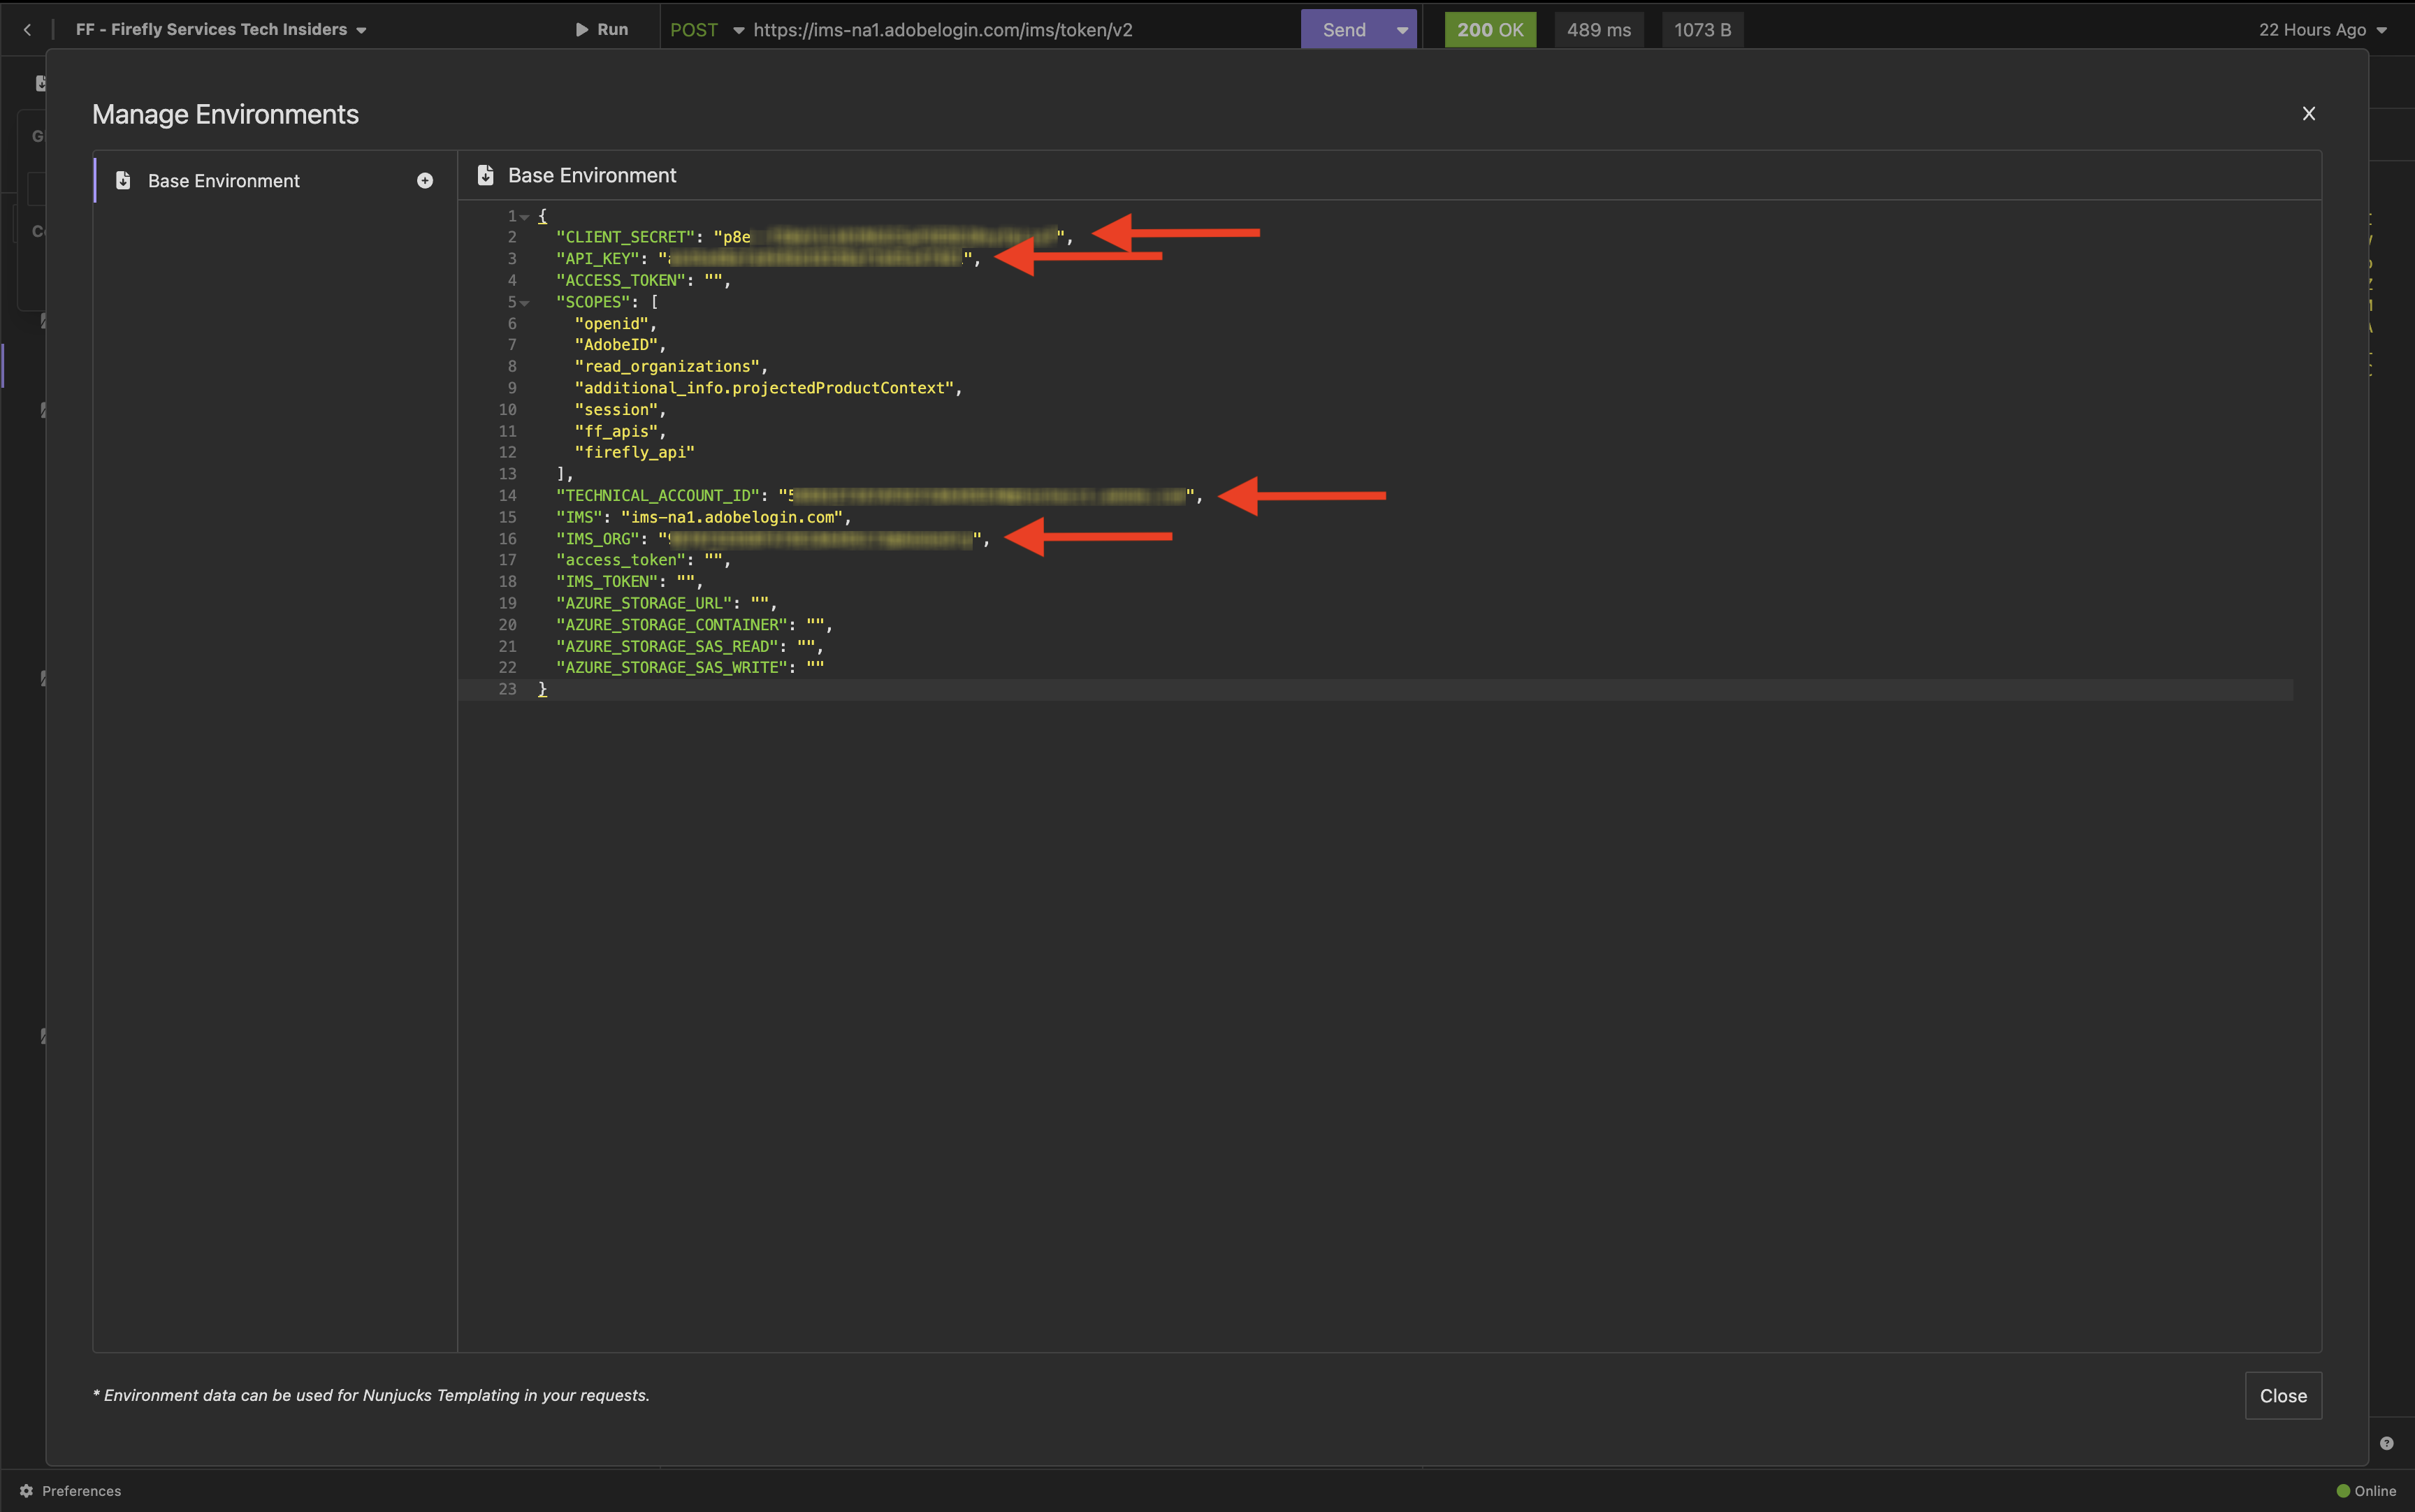 FF - Firefly Services Tech Insiders
Run
POST https://ims-na1.adobelogin.com/ims/token/v2
Send
200 OK
489 ms
1073 B
22 Hours Ago
Manage Environments
X
Base Environment
Base Environment
1 {
2 "CLIENT_SECRET": "p8e",
3 "API_KEY": "",
4 "ACCESS_TOKEN": "",
5 "SCOPES": [
6 "openid",
7 "AdobeID",
8 "read_organizations",
9 "additional_info.projectedProductContext",
10 "session",
11 "ff_apis",
12 "firefly_api"
13 ],
14 "TECHNICAL_ACCOUNT_ID": "5",
15 "IMS": "ims-na1.adobelogin.com",
16 "IMS_ORG": "",
17 "access_token": "",
18 "IMS_TOKEN": "",
19 "AZURE_STORAGE_URL": "",
20 "AZURE_STORAGE_CONTAINER": "",
21 "AZURE_STORAGE_SAS_READ": "",
22 "AZURE_STORAGE_SAS_WRITE": ""
23 }
* Environment data can be used for Nunjucks Templating in your requests.
Close
Preferences
Online